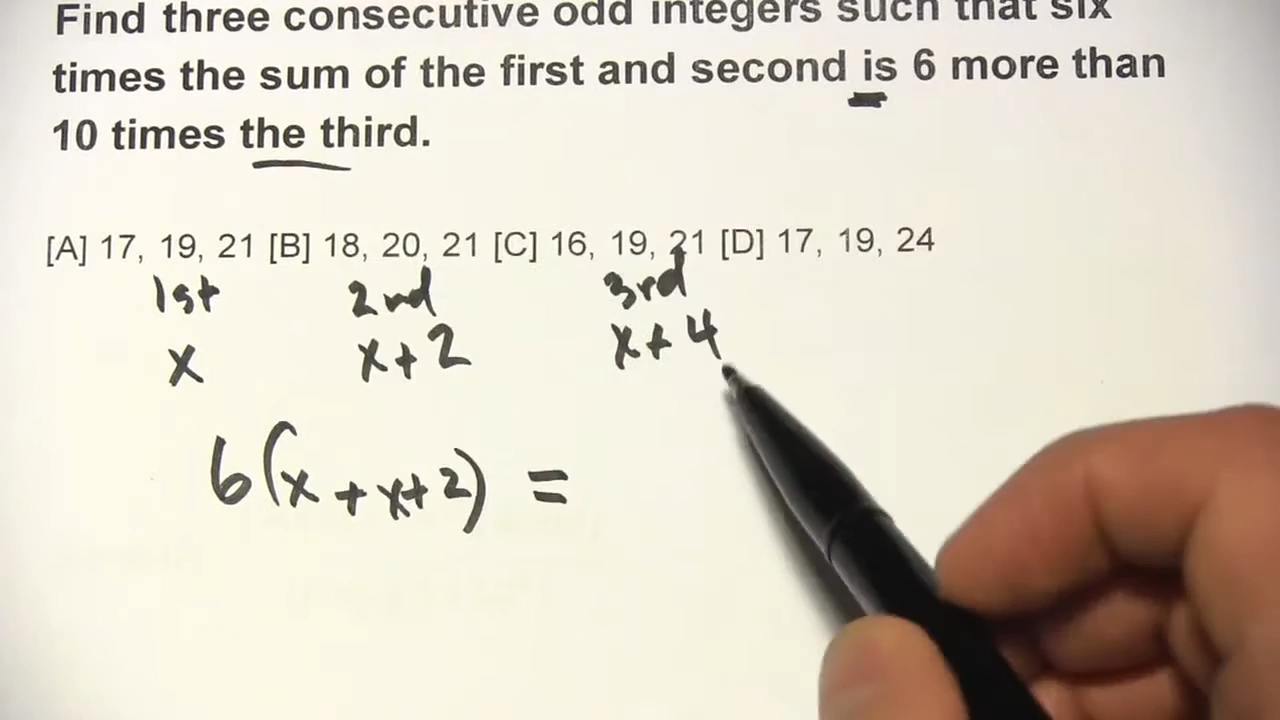 Find three consecutive odd integers such that six
times the sum of the first and second is 6 more than
10 times the third.
[A] 17, 19, 21 [B] 18, 20, 21 [C] 16, 19, 21 [D] 17, 19, 24
1st 2nd 3rd
x x+2 x+4
6(x+x+2) =